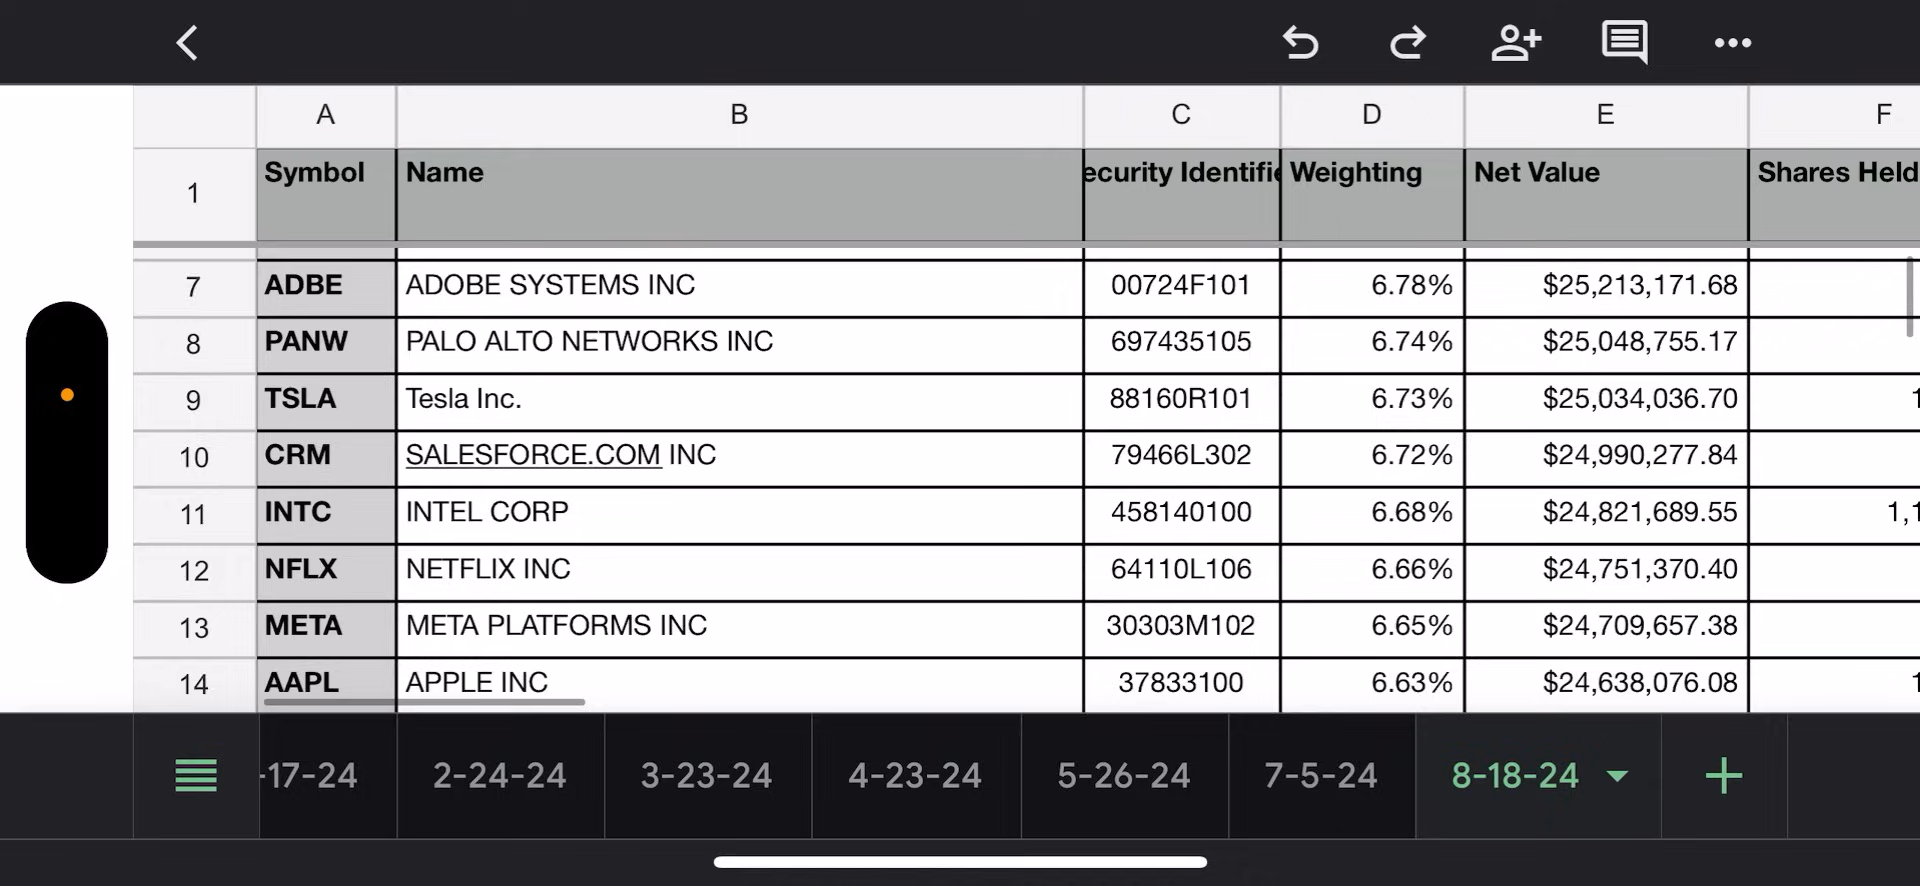 A B C D E F
1 Symbol Name ecurity Identifie Weighting Net Value Shares Held
7 ADBE ADOBE SYSTEMS INC 00724F101 6.78% $25,213,171.68
8 PANW PALO ALTO NETWORKS INC 697435105 6.74% $25,048,755.17
9 TSLA Tesla Inc. 88160R101 6.73% $25,034,036.70 1
10 CRM SALESFORCE.COM INC 79466L302 6.72% $24,990,277.84
11 INTC INTEL CORP 458140100 6.68% $24,821,689.55 1,1
12 NFLX NETFLIX INC 64110L106 6.66% $24,751,370.40
13 META META PLATFORMS INC 30303M102 6.65% $24,709,657.38
14 AAPL APPLE INC 37833100 6.63% $24,638,076.08 1
-17-24 2-24-24 3-23-24 4-23-24 5-26-24 7-5-24 8-18-24